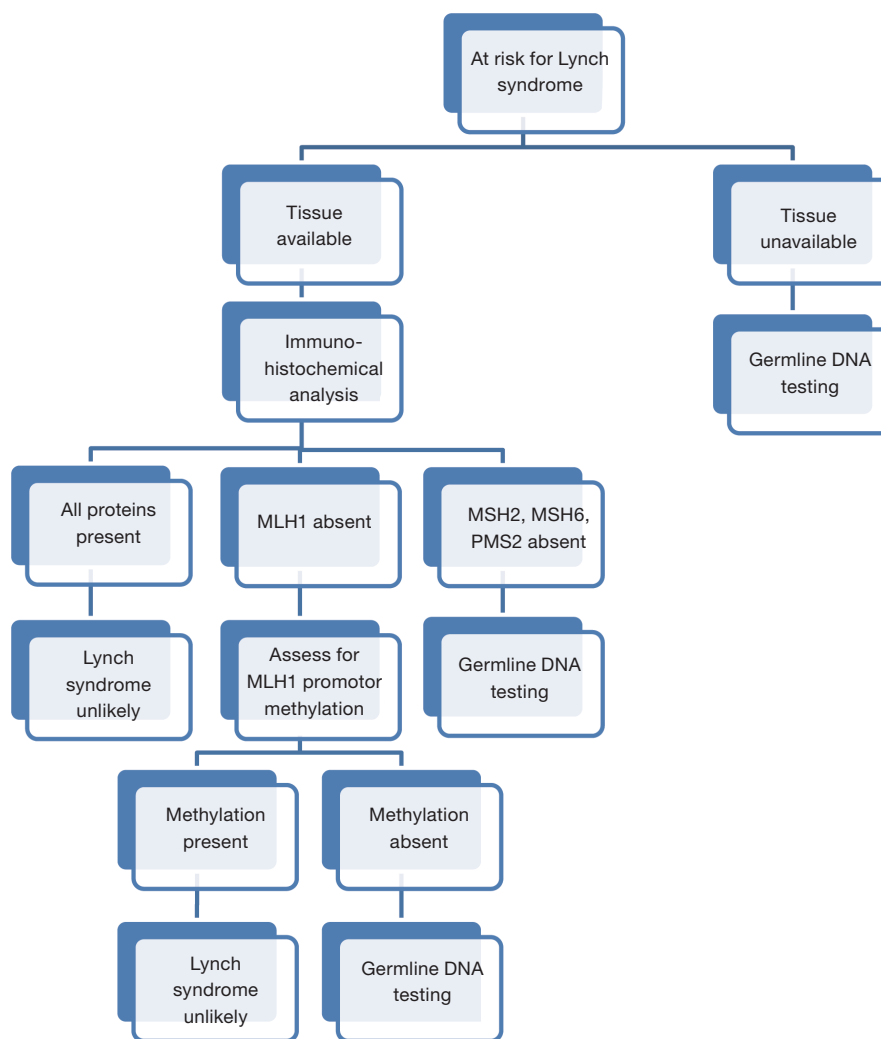 At risk for Lynch
syndrome
Tissue
available
Tissue
unavailable
Immuno-
histochemical
analysis
Germline DNA
testing
All proteins
present
MLH1 absent
MSH2, MSH6,
PMS2 absent
Lynch
syndrome
unlikely
Assess for
MLH1 promotor
methylation
Germline DNA
testing
Methylation
present
Methylation
absent
Lynch
syndrome
unlikely
Germline DNA
testing